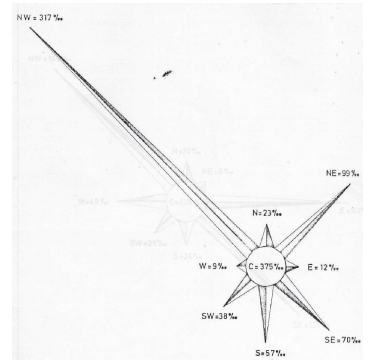 NW = 317‰
NE=99‰
N=23‰
W=9‰
C=375‰
E=12‰
SW=38‰
SE=70‰
S=57‰